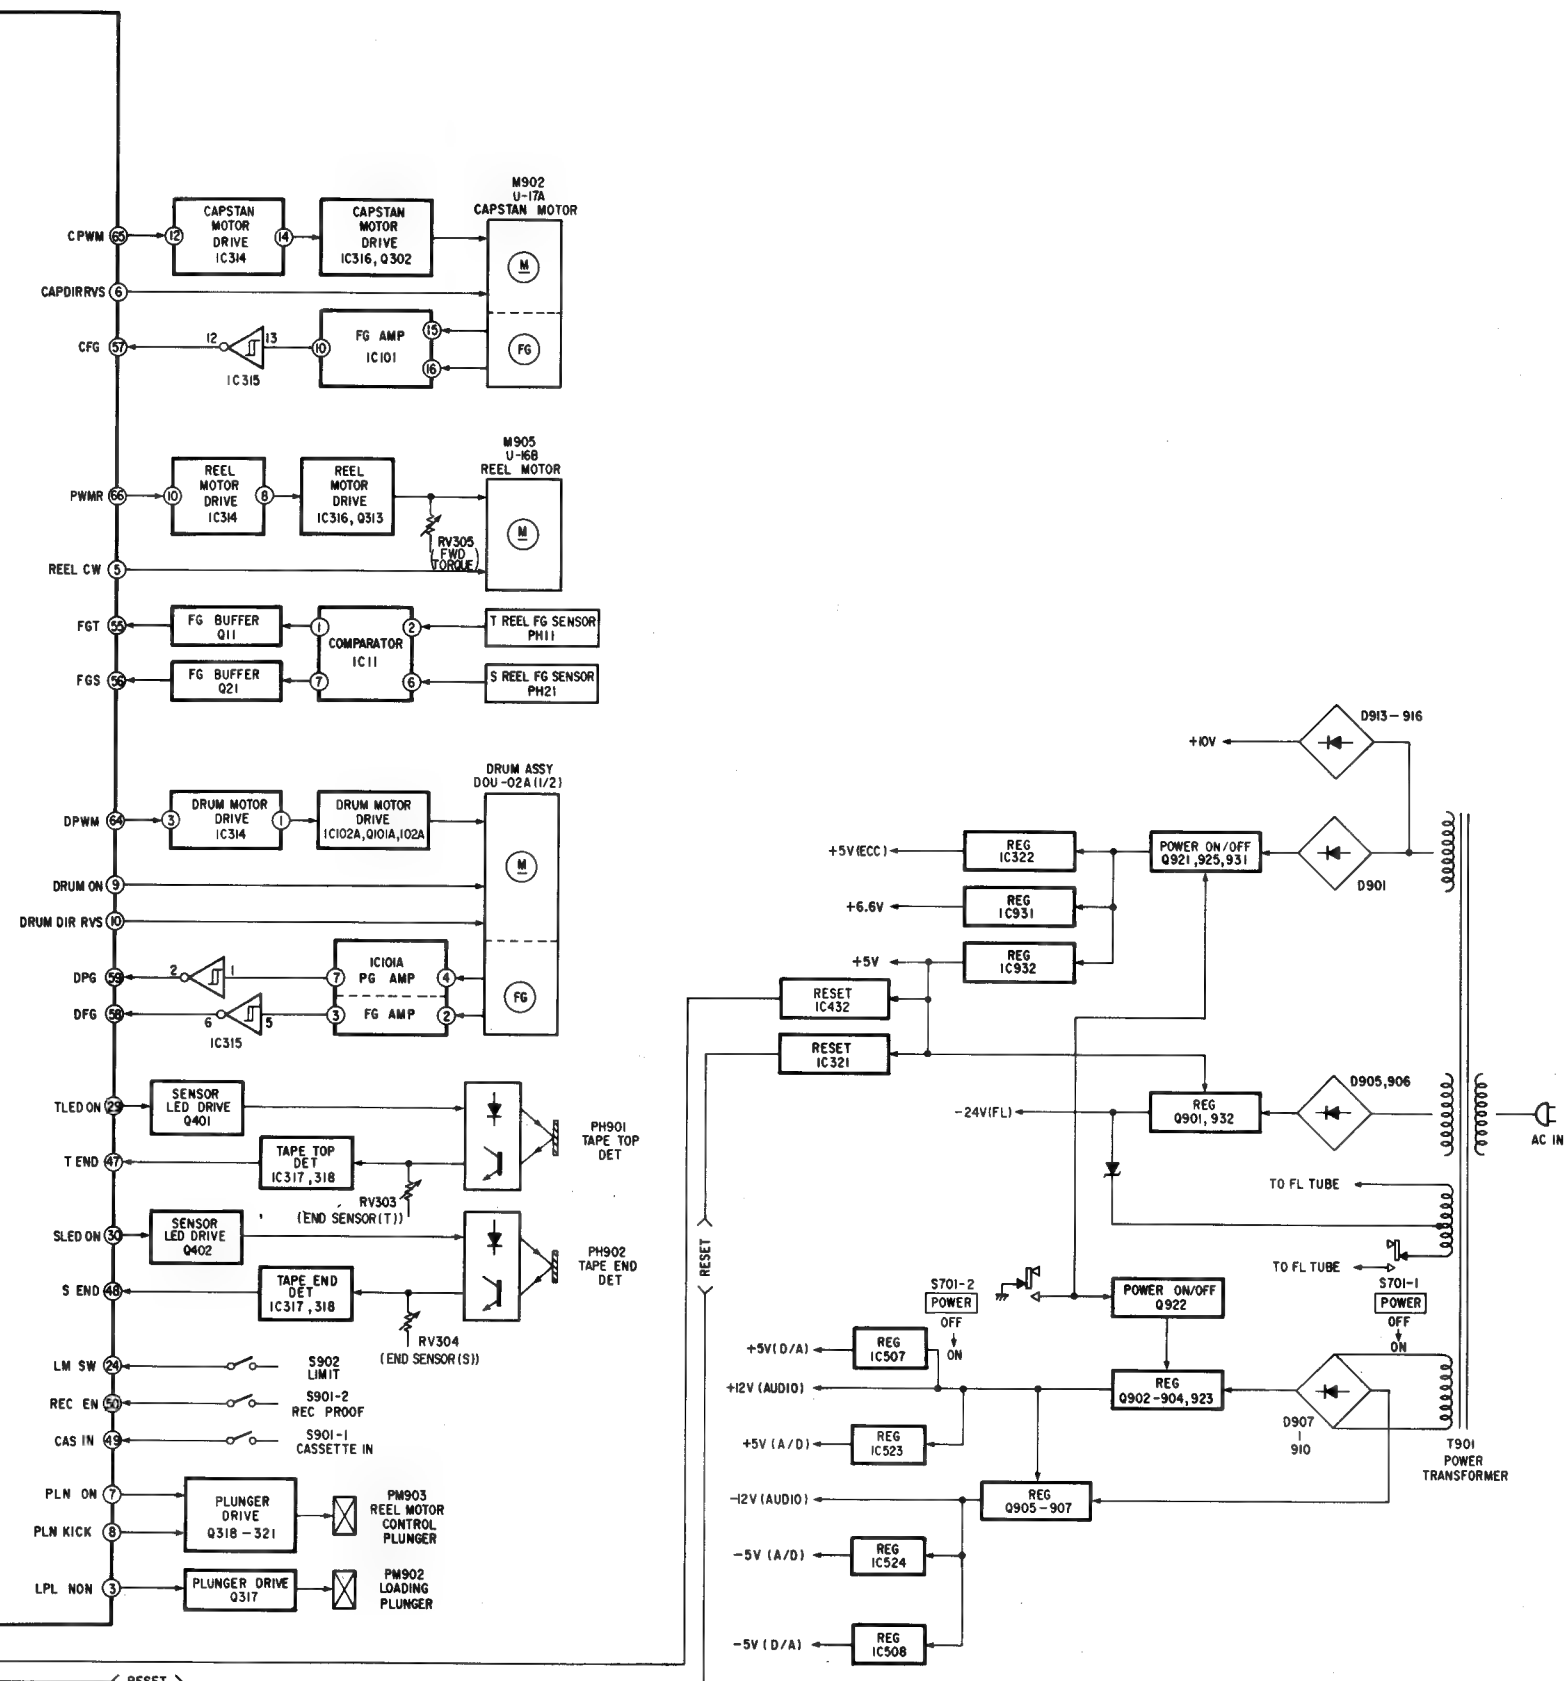 M902
U-17A
CAPSTAN MOTOR
CPWM 65
12
CAPSTAN
MOTOR
DRIVE
IC314
14
CAPSTAN
MOTOR
DRIVE
IC316, Q302
M
CAPDIRRVS 6
CFG 57
12
13
IC315
10
FG AMP
IC101
15
16
FG
M905
U-16B
REEL MOTOR
PWMR 66
10
REEL
MOTOR
DRIVE
IC314
8
REEL
MOTOR
DRIVE
IC316, Q313
RV305
(FWD
TORQUE)
M
REEL CW 5
FGT 55
FG BUFFER
Q11
1
COMPARATOR
IC11
2
T REEL FG SENSOR
PH11
FGS 56
FG BUFFER
Q21
7
6
S REEL FG SENSOR
PH21
DRUM ASSY
DOU-02A(1/2)
DPWM 64
3
DRUM MOTOR
DRIVE
IC314
1
DRUM MOTOR
DRIVE
IC102A,Q101A,102A
M
DRUM ON 9
DRUM DIR RVS 10
DPG 59
2
1
7
IC101A
PG AMP
4
DFG 58
6
5
IC315
3
FG AMP
2
FG
TLED ON 29
SENSOR
LED DRIVE
Q401
T END 47
TAPE TOP
DET
IC317,318
RV303
(END SENSOR(T))
PH901
TAPE TOP
DET
SLED ON 30
SENSOR
LED DRIVE
Q402
S END 48
TAPE END
DET
IC317,318
RV304
(END SENSOR(S))
PH902
TAPE END
DET
LM SW 24
S902
LIMIT
REC EN 50
S901-2
REC PROOF
CAS IN 49
S901-1
CASSETTE IN
PLN ON 7
PLN KICK 8
PLUNGER
DRIVE
Q318-321
PM903
REEL MOTOR
CONTROL
PLUNGER
LPL NON 3
PLUNGER DRIVE
Q317
PM902
LOADING
PLUNGER
RESET
RESET
D913-916
+10V
+5V(ECC)
REG
IC322
POWER ON/OFF
Q921,925,931
D901
+6.6V
REG
IC931
+5V
REG
IC932
RESET
IC432
RESET
IC321
-24V(FL)
REG
Q901,932
D905,906
AC IN
TO FL TUBE
TO FL TUBE
S701-1
POWER
OFF
ON
S701-2
POWER
OFF
ON
POWER ON/OFF
Q922
+5V(D/A)
REG
IC507
+12V(AUDIO)
REG
Q902-904,923
D907
|
910
T901
POWER
TRANSFORMER
+5V(A/D)
REG
IC523
-12V(AUDIO)
REG
Q905-907
-5V(A/D)
REG
IC524
-5V(D/A)
REG
IC508